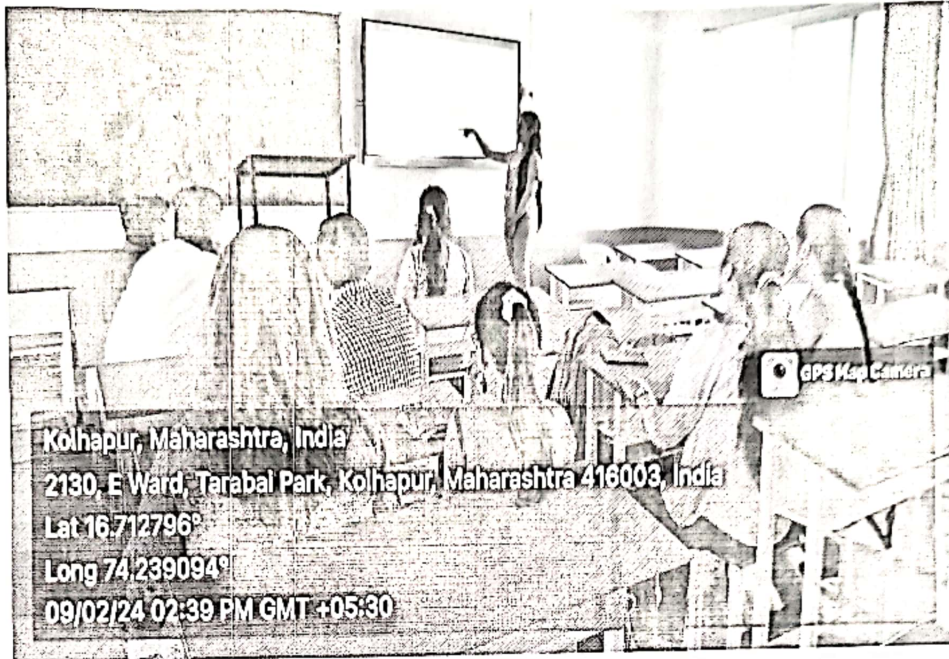 GPS Map Camera
Kolhapur, Maharashtra, India
2130, E Ward, Tarabai Park, Kolhapur, Maharashtra 416003, India
Lat 16.712796°
Long 74.239094°
09/02/24 02:39 PM GMT +05:30